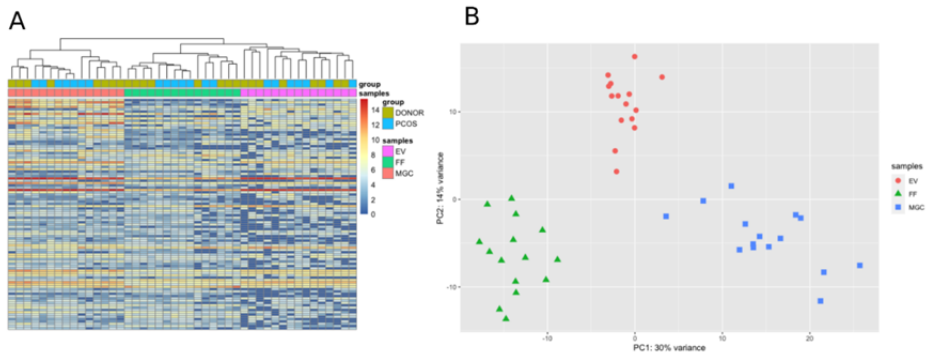 A
group
samples
14
12
10
8
6
4
2
0
group
DONOR
PCOS
samples
EV
FF
MGC
B
10
0
-10
PC2: 14% variance
-10
0
10
20
PC1: 30% variance
samples
EV
FF
MGC